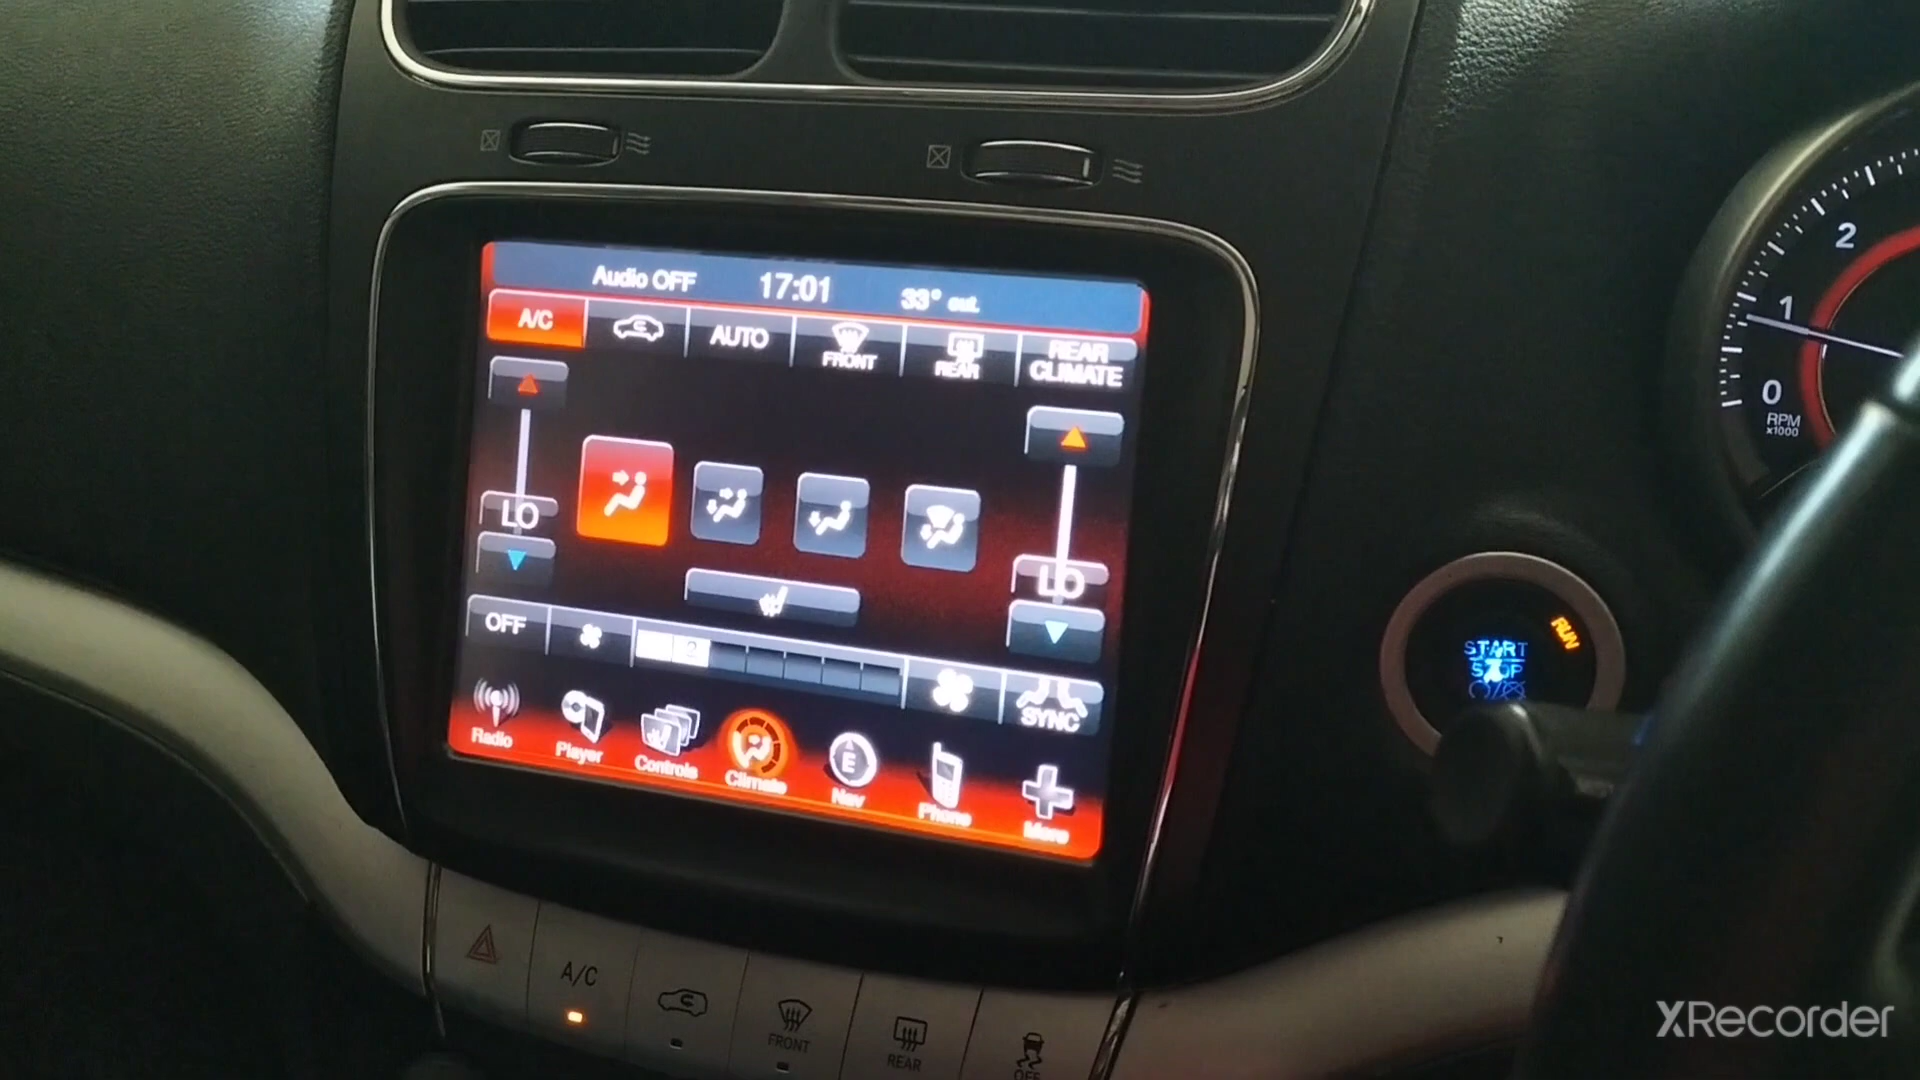 Audio OFF 17:01 33° out.
A/C AUTO FRONT REAR REAR CLIMATE
LO
LO
OFF 2 SYNC
Radio Player Controls Climate E Nav Phone More
A/C FRONT REAR OFF
2
1
0
RPM
x1000
START
STOP
RUN
XRecorder